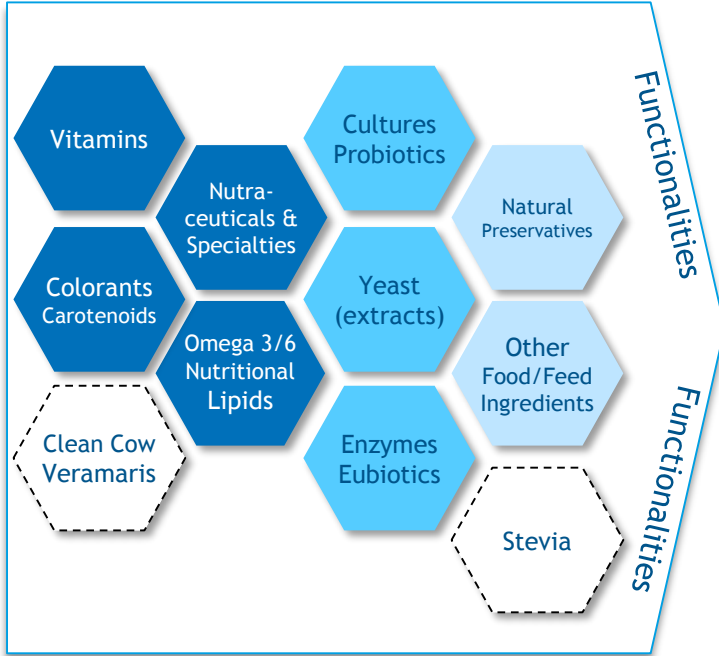 Vitamins
Colorants
Carotenoids
Clean Cow
Veramaris
Nutra-
ceuticals &
Specialties
Omega 3/6
Nutritional
Lipids
Cultures
Probiotics
Yeast
(extracts)
Enzymes
Eubiotics
Natural
Preservatives
Other
Food/Feed
Ingredients
Stevia
Functionalities
Functionalities